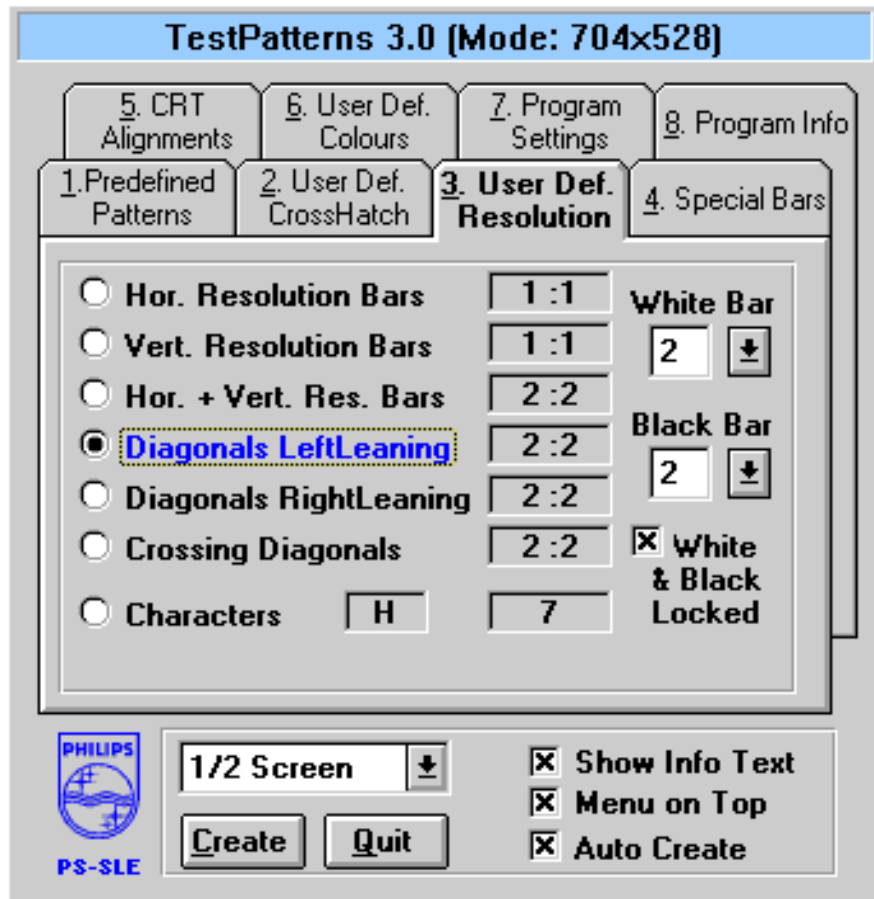 TestPatterns 3.0 (Mode: 704x528)
5. CRT Alignments
6. User Def. Colours
7. Program Settings
8. Program Info
1.Predefined Patterns
2. User Def. CrossHatch
3. User Def. Resolution
4. Special Bars
Hor. Resolution Bars 1 :1
Vert. Resolution Bars 1 :1
Hor. + Vert. Res. Bars 2 :2
Diagonals LeftLeaning 2 :2
Diagonals RightLeaning 2 :2
Crossing Diagonals 2 :2
Characters H 7
White Bar
2
Black Bar
2
White
& Black
Locked
PHILIPS
PS-SLE
1/2 Screen
Create Quit
Show Info Text
Menu on Top
Auto Create